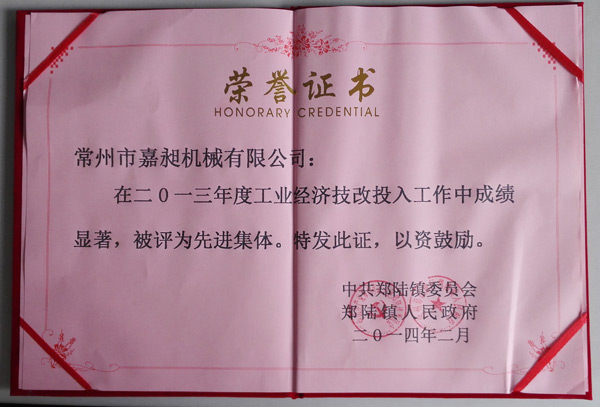 荣誉证书
HONORARY CREDENTIAL
常州市嘉昶机械有限公司：
在二０一三年度工业经济技改投入工作中成绩
显著，被评为先进集体。特发此证，以资鼓励。
中共郑陆镇委员会
郑陆镇人民政府
二０一四年二月